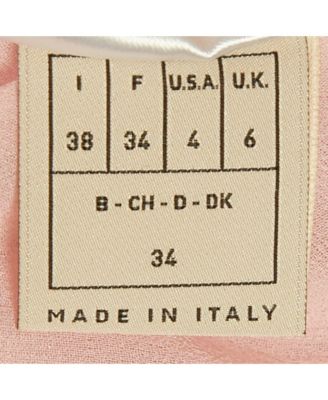 I F U.S.A. U.K.
38 34 4 6
B - CH - D - DK
34
MADE IN ITALY